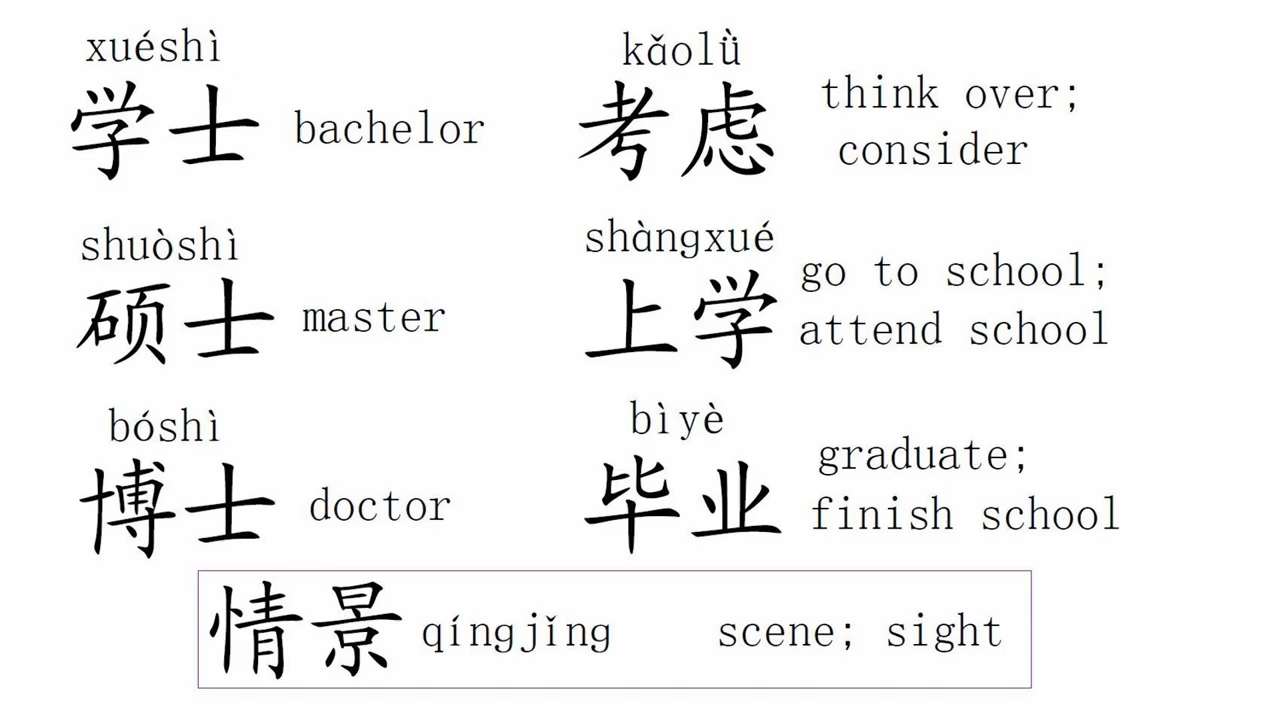 xuéshì
学士 bachelor
kǎolǜ
考虑 think over;
consider
shuòshì
硕士 master
shàngxué
上学 go to school;
attend school
bóshì
博士 doctor
bìyè
毕业 graduate;
finish school
情景 qíngjǐng scene; sight